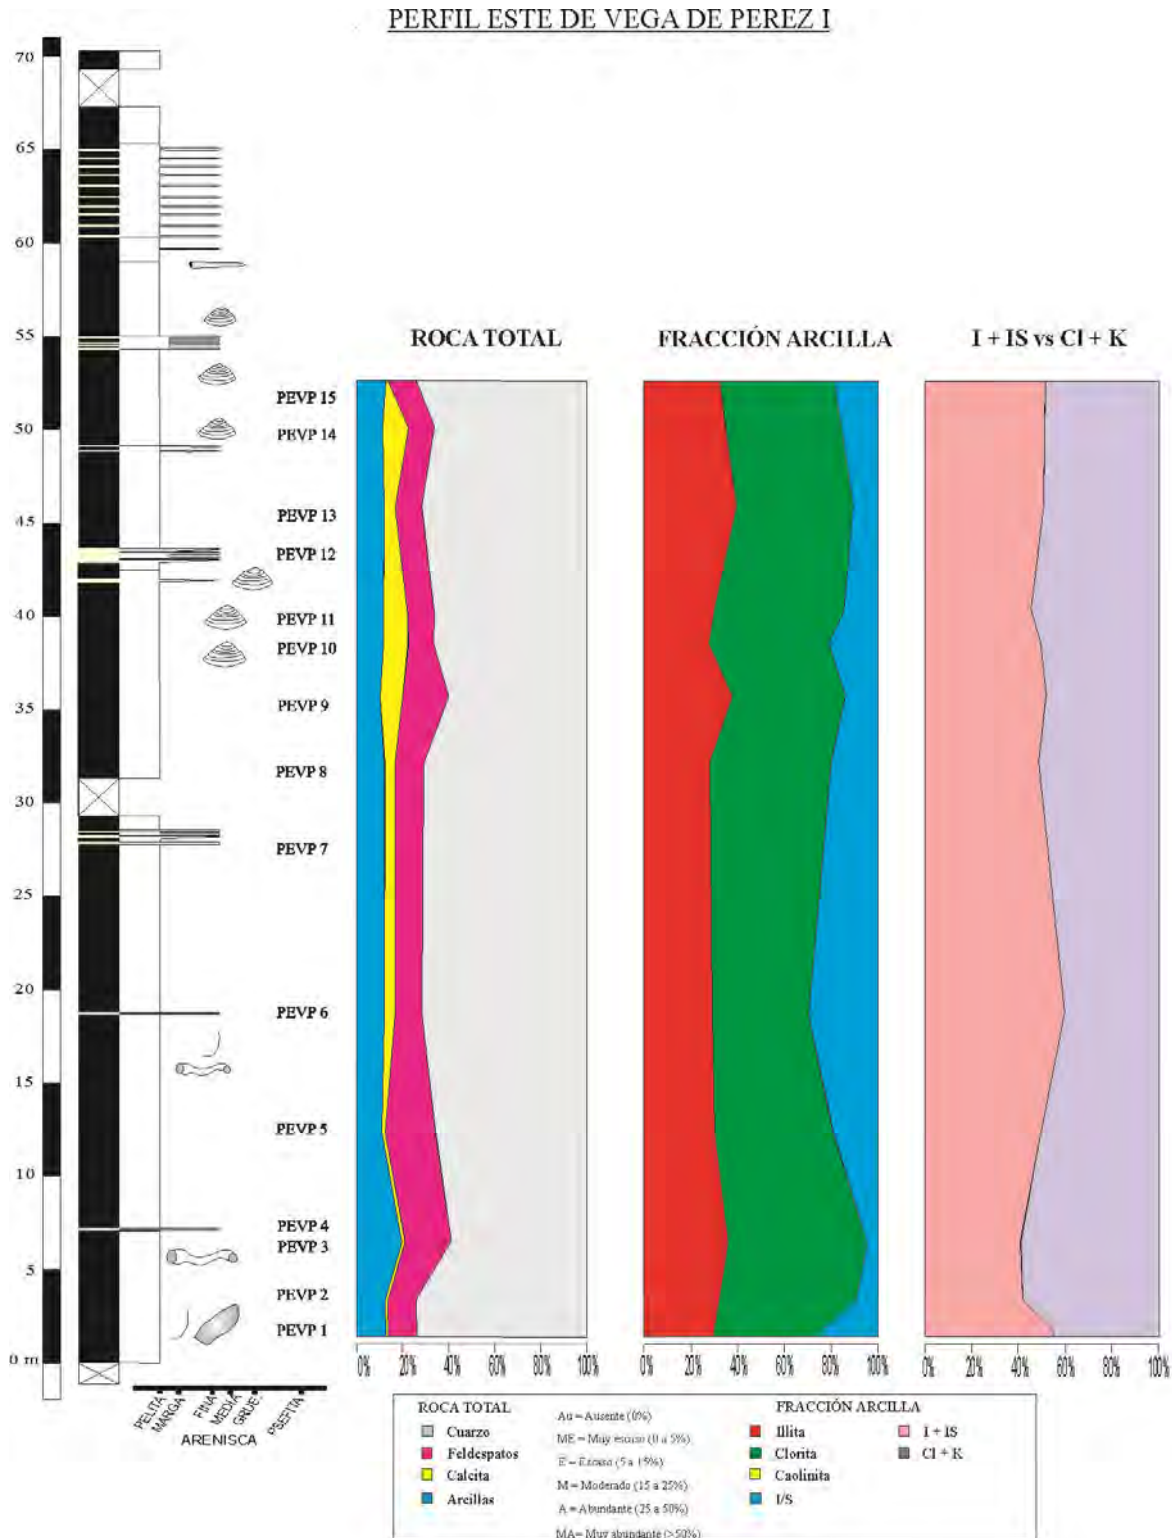 PERFIL ESTE DE VEGA DE PEREZ I
70
65
60
55
50
45
40
35
30
25
20
15
10
5
0 m
PELITA
MARGA
FINA
MEDIA
GRUE.
PSEFITA
ARENISCA
PEVP 15
PEVP 14
PEVP 13
PEVP 12
PEVP 11
PEVP 10
PEVP 9
PEVP 8
PEVP 7
PEVP 6
PEVP 5
PEVP 4
PEVP 3
PEVP 2
PEVP 1
ROCA TOTAL
0% 20% 40% 60% 80% 100%
FRACCIÓN ARCILLA
0% 20% 40% 60% 80% 100%
I + IS vs Cl + K
0% 20% 40% 60% 80% 100%
ROCA TOTAL
Cuarzo
Feldespatos
Calcita
Arcillas
Au = Ausente (0%)
ME = Muy escaso (0 a 5%)
E = Escaso (5 a 15%)
M = Moderado (15 a 25%)
A = Abundante (25 a 50%)
MA= Muy abundante (>50%)
FRACCIÓN ARCILLA
Illita
Clorita
Caolinita
I/S
I + IS
Cl + K